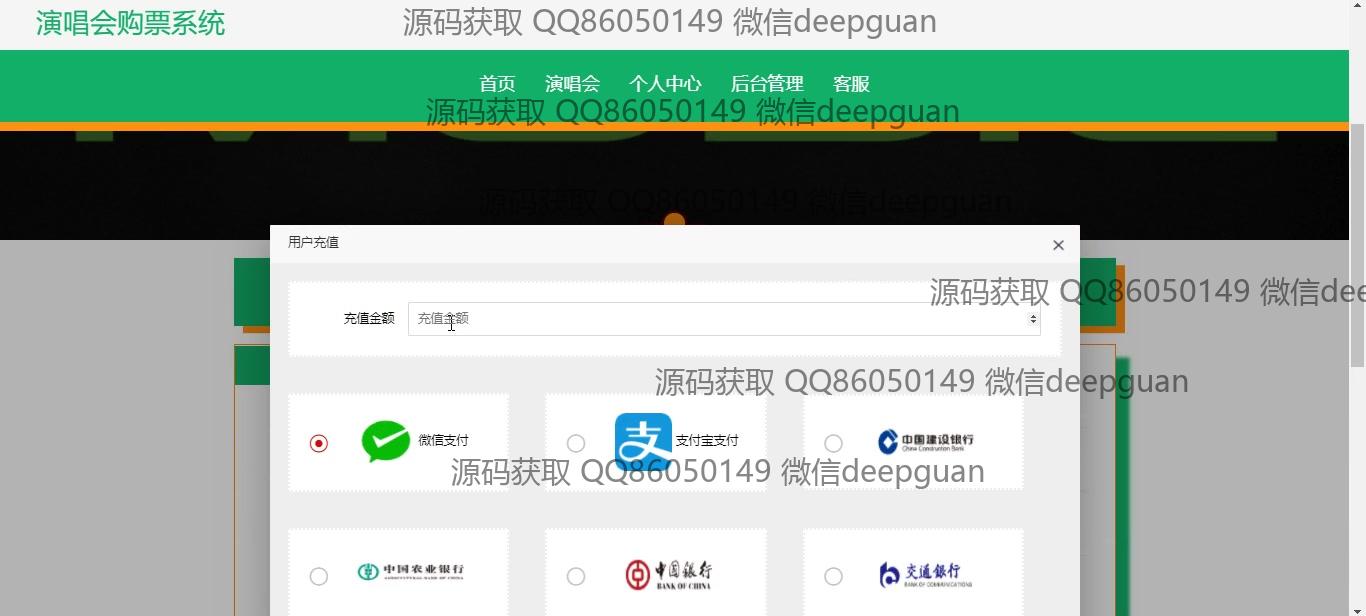 演唱会购票系统
源码获取 QQ86050149 微信deepguan
首页 演唱会 个人中心 后台管理 客服
源码获取 QQ86050149 微信deepguan
源码获取 QQ86050149 微信deepguan
用户充值
源码获取 QQ86050149 微信dee
充值金额 充值金额
源码获取 QQ86050149 微信deepguan
微信支付 支付宝支付 中国建设银行
China Construction Bank
源码获取 QQ86050149 微信deepguan
中国农业银行 中国银行 交通银行
AGRICULTURAL BANK OF CHINA BANK OF CHINA BANK OF COMMUNICATIONS